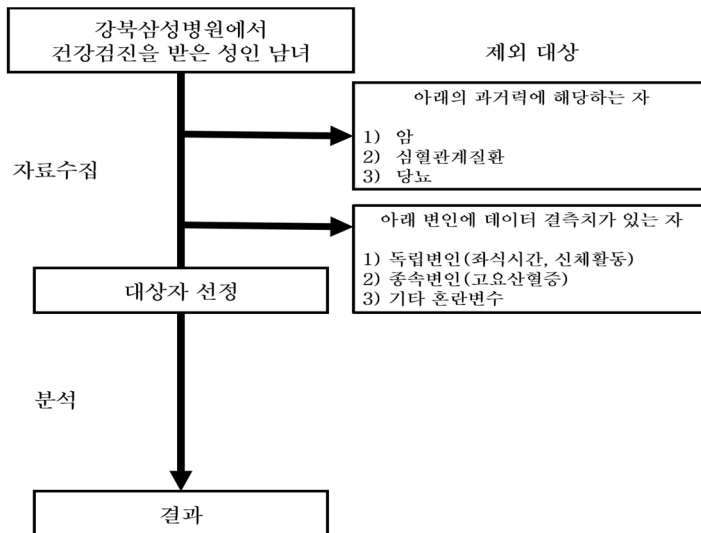 강북삼성병원에서
건강검진을 받은 성인 남녀
제외 대상
아래의 과거력에 해당하는 자
1) 암
2) 심혈관계질환
3) 당뇨
자료수집
아래 변인에 데이터 결측치가 있는 자
1) 독립변인(좌식시간, 신체활동)
2) 종속변인(고요산혈증)
3) 기타 혼란변수
대상자 선정
분석
결과